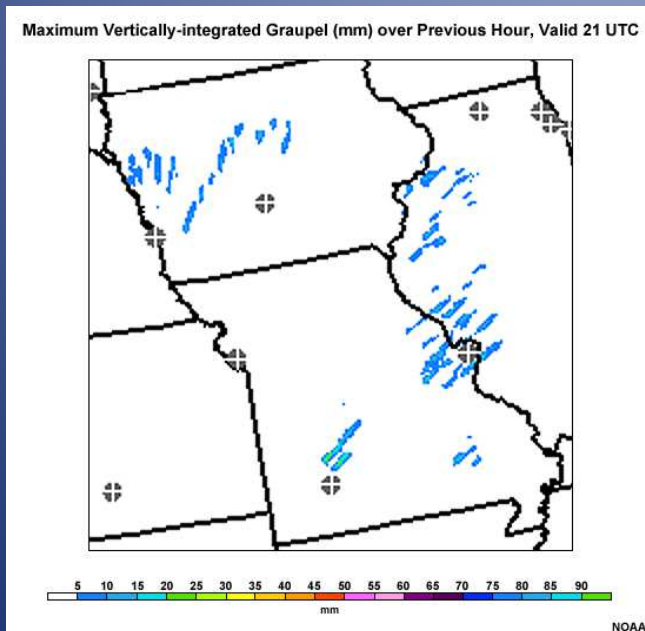 Maximum Vertically-integrated Graupel (mm) over Previous Hour, Valid 21 UTC
5 10 15 20 25 30 35 40 45 50 55 60 65 70 75 80 85 90
mm
NOAA